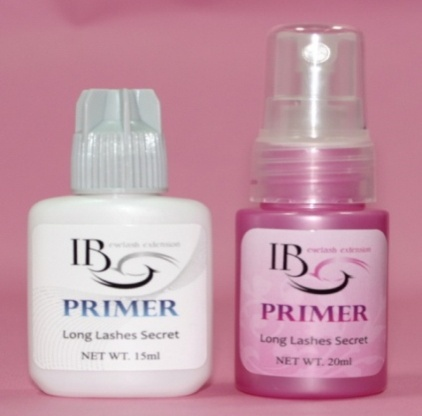 IB eyelash extension
PRIMER
Long Lashes Secret
NET WT. 15ml
IB eyelash extension
PRIMER
Long Lashes Secret
NET WT. 20ml